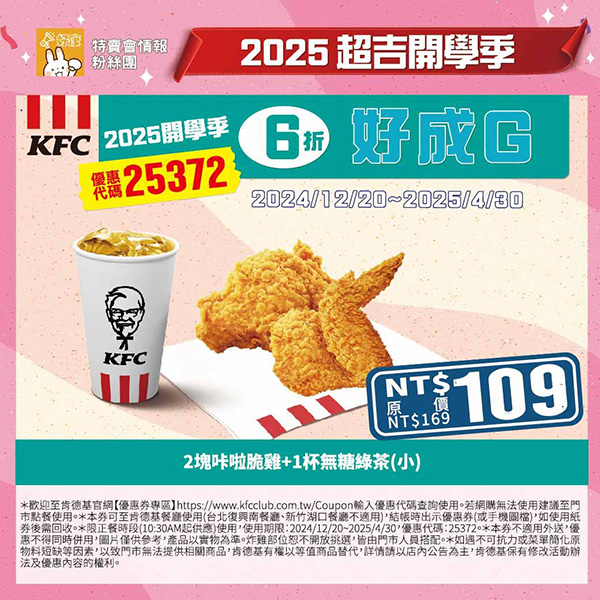 好康
特賣會情報
粉絲團
2025 超吉開學季
KFC
2025開學季
6折
好成G
優惠
代碼25372
2024/12/20~2025/4/30
KFC
NT$109
原價
NT$169
2塊咔啦脆雞+1杯無糖綠茶(小)
＊歡迎至肯德基官網【優惠券專區】https://www.kfcclub.com.tw/Coupon輸入優惠代碼查詢使用。若網購無法使用建議至門
市點餐使用。＊本券可至肯德基餐廳使用(台北復興南餐廳、新竹湖口餐廳不適用)，結帳時出示優惠券(或手機圖檔)，如使用紙
券後需回收。＊限正餐時段(10:30AM起供應)使用，使用期限：2024/12/20~2025/4/30，優惠代碼：25372。＊本券不適用外送，優
惠不得同時併用，圖片僅供參考，產品以實物為準。炸雞部位恕不開放挑選，皆由門市人員搭配。＊如遇不可抗力或菜單簡化原
物料短缺等因素，以致門市無法提供相關商品，肯德基有權以等值商品替代，詳情請以店內公告為主，肯德基保有修改活動辦
法及優惠內容的權利。